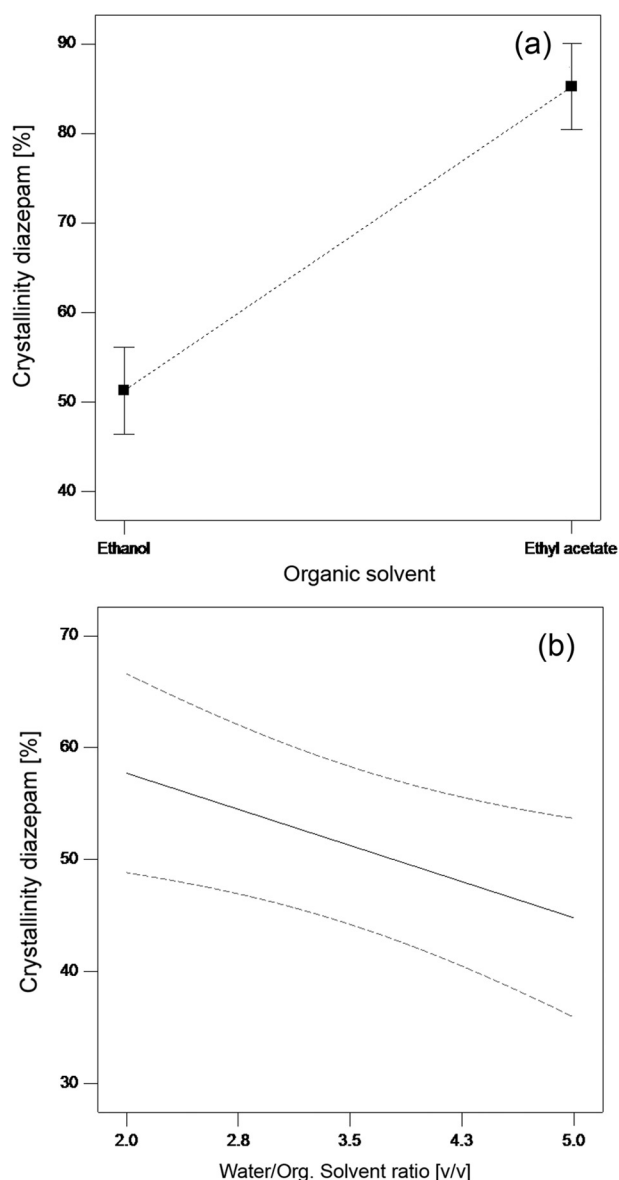 (a)
Crystallinity diazepam [%]
90
80
70
60
50
40
Ethanol Ethyl acetate
Organic solvent
(b)
Crystallinity diazepam [%]
70
60
50
40
30
2.0 2.8 3.5 4.3 5.0
Water/Org. Solvent ratio [v/v]